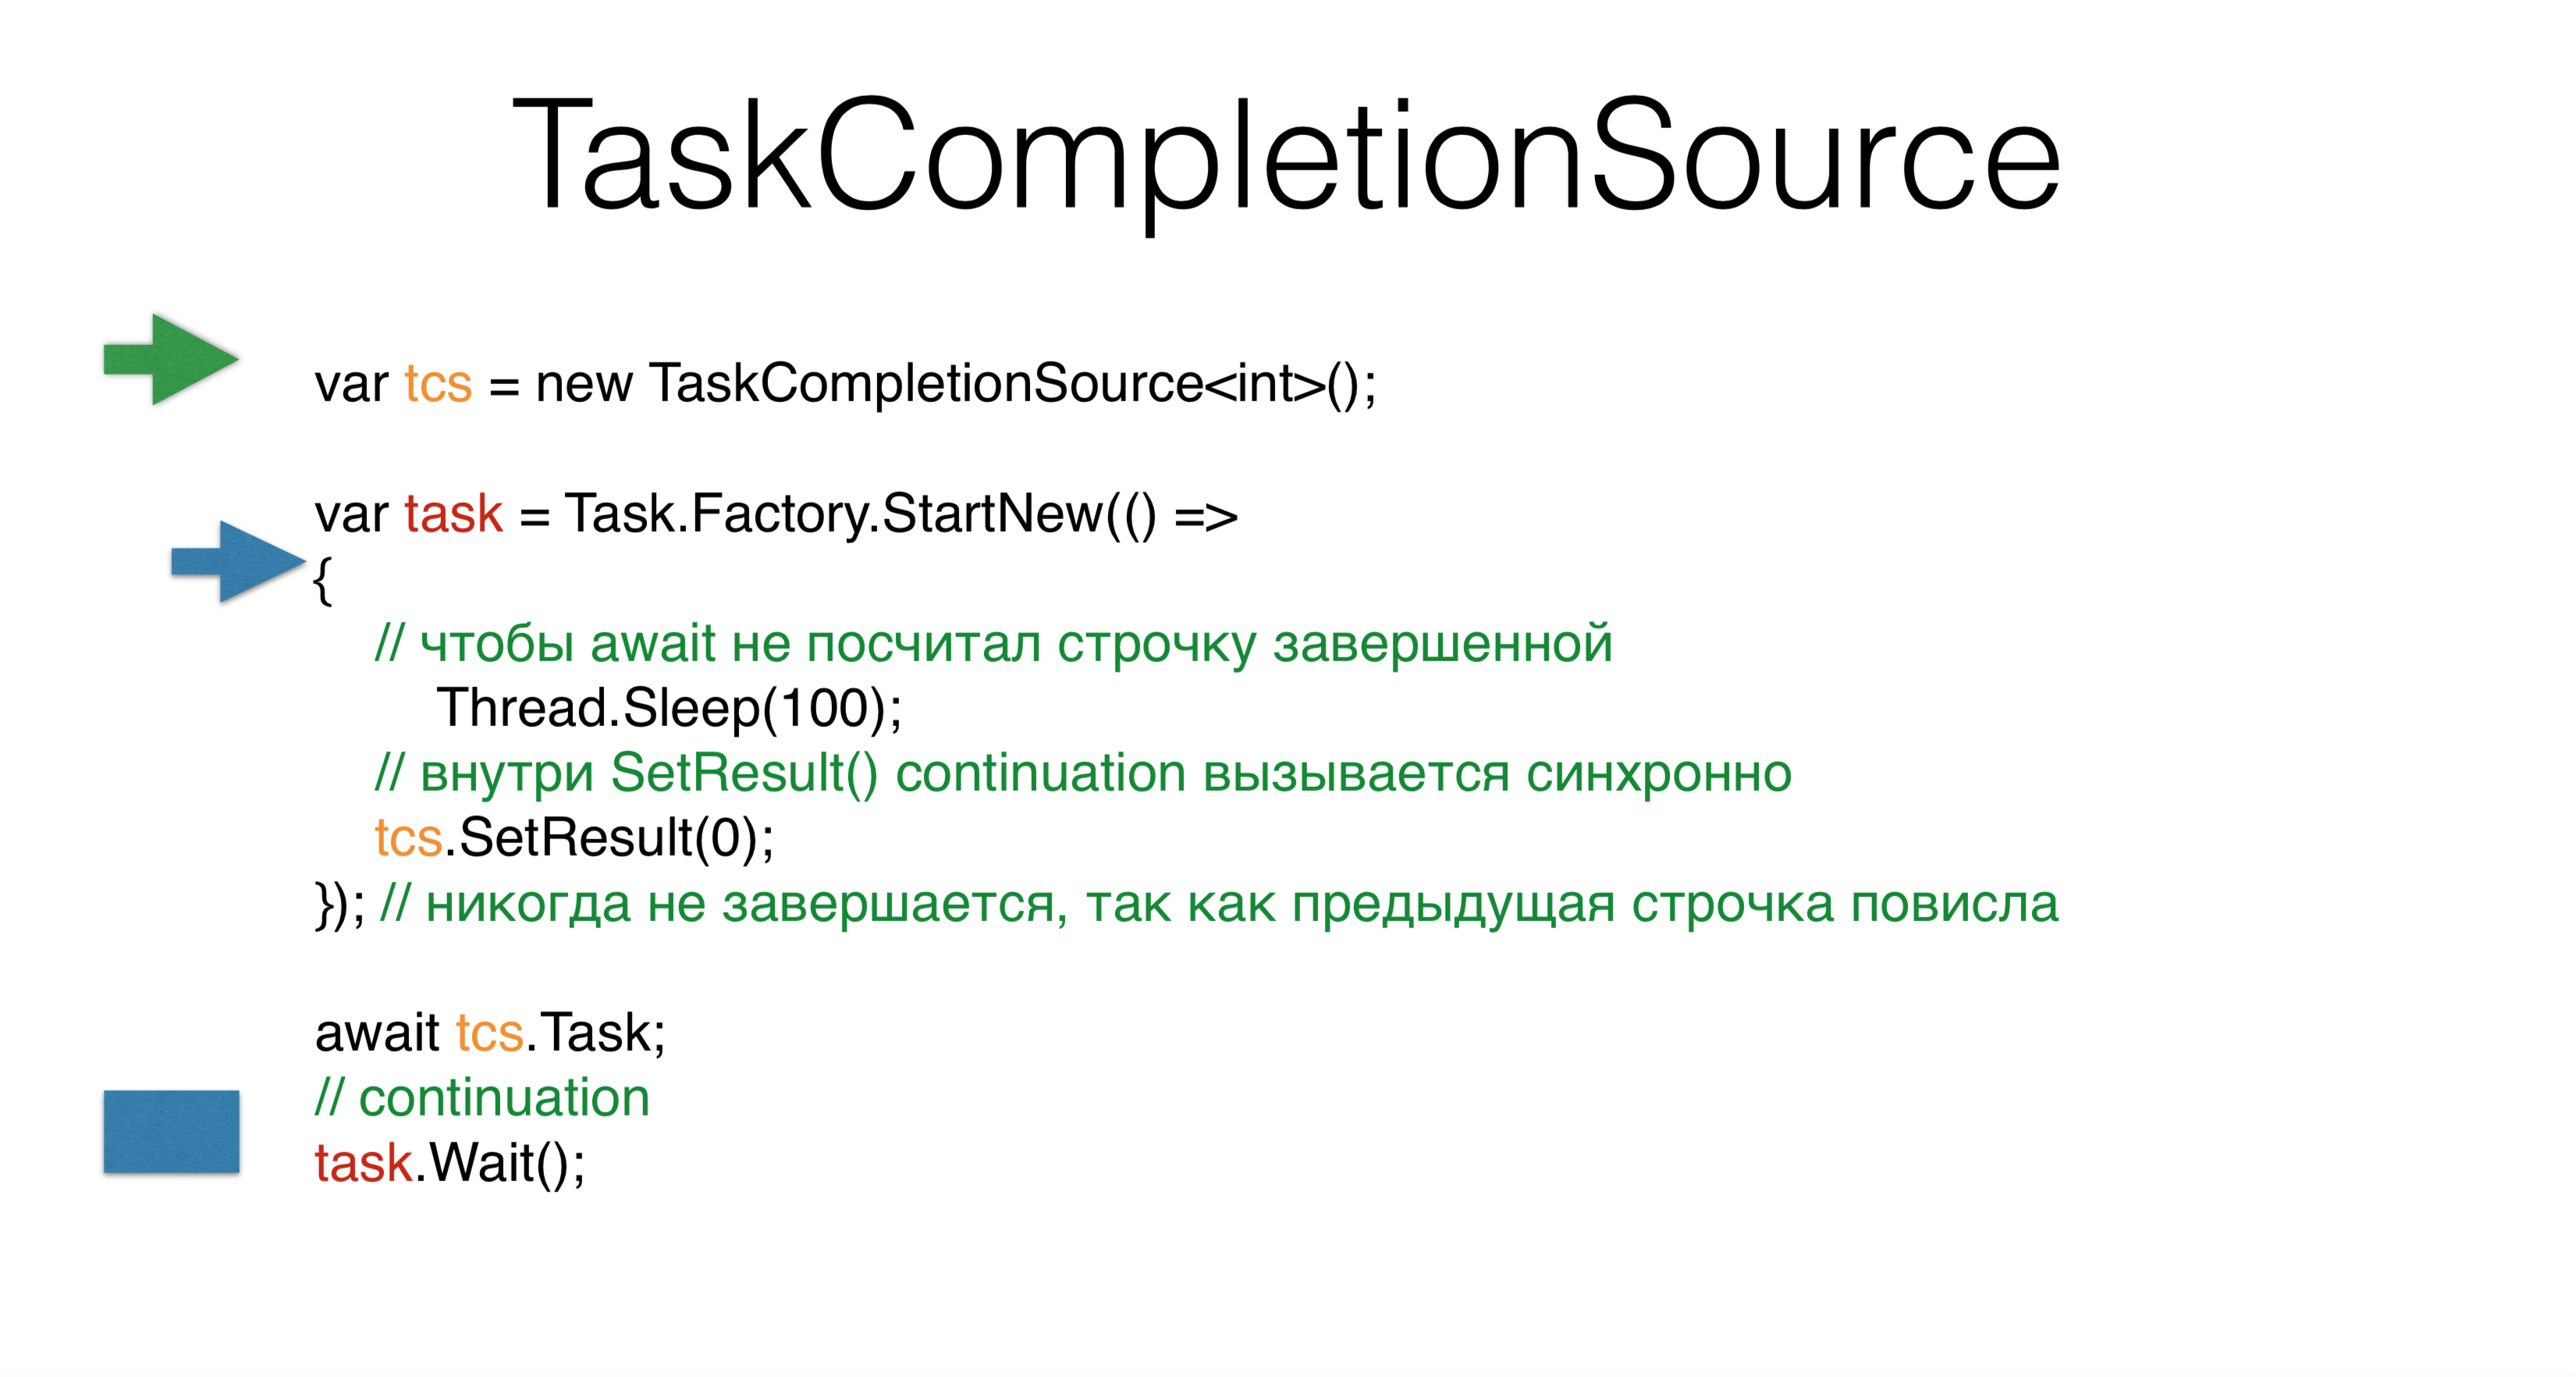 TaskCompletionSource
var tcs = new TaskCompletionSource<int>();
var task = Task.Factory.StartNew(() =>
{
// чтобы await не посчитал строчку завершенной
Thread.Sleep(100);
// внутри SetResult() continuation вызывается синхронно
tcs.SetResult(0);
}); // никогда не завершается, так как предыдущая строчка повисла
await tcs.Task;
// continuation
task.Wait();